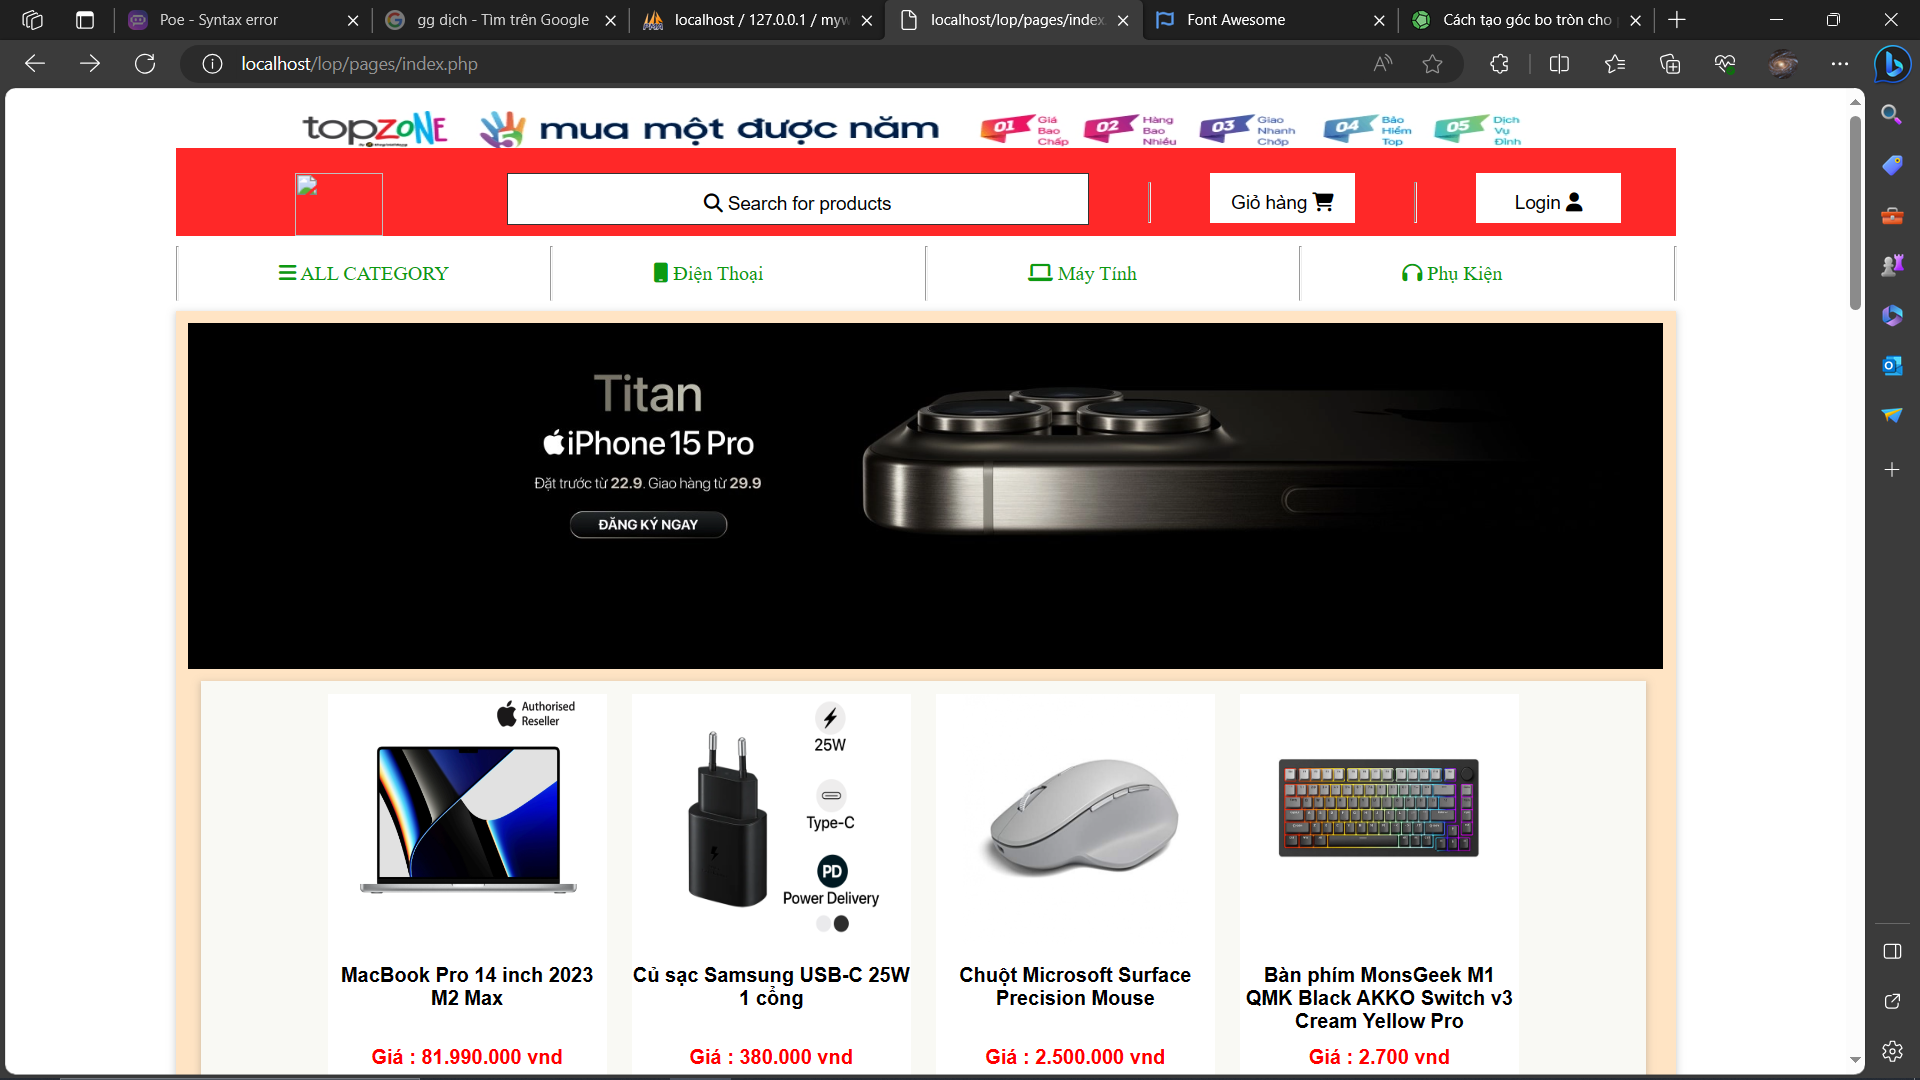 Poe - Syntax error
gg dịch - Tìm trên Google
localhost / 127.0.0.1 / myw
localhost/lop/pages/index.
Font Awesome
Cách tạo góc bo tròn cho
localhost/lop/pages/index.php
topzone
mua một được năm
01 Giá Bao Chấp
02 Hàng Bao Nhiêu
03 Giao Nhanh Chớp
04 Bảo Hiểm Top
05 Dịch Vụ Đỉnh
Search for products
Giỏ hàng
Login
ALL CATEGORY
Điện Thoại
Máy Tính
Phụ Kiện
Titan
iPhone 15 Pro
Đặt trước từ 22.9. Giao hàng từ 29.9
ĐĂNG KÝ NGAY
Authorised
Reseller
25W
Type-C
PD
Power Delivery
MacBook Pro 14 inch 2023
M2 Max
Giá : 81.990.000 vnd
Củ sạc Samsung USB-C 25W
1 cổng
Giá : 380.000 vnd
Chuột Microsoft Surface
Precision Mouse
Giá : 2.500.000 vnd
Bàn phím MonsGeek M1
QMK Black AKKO Switch v3
Cream Yellow Pro
Giá : 2.700 vnd